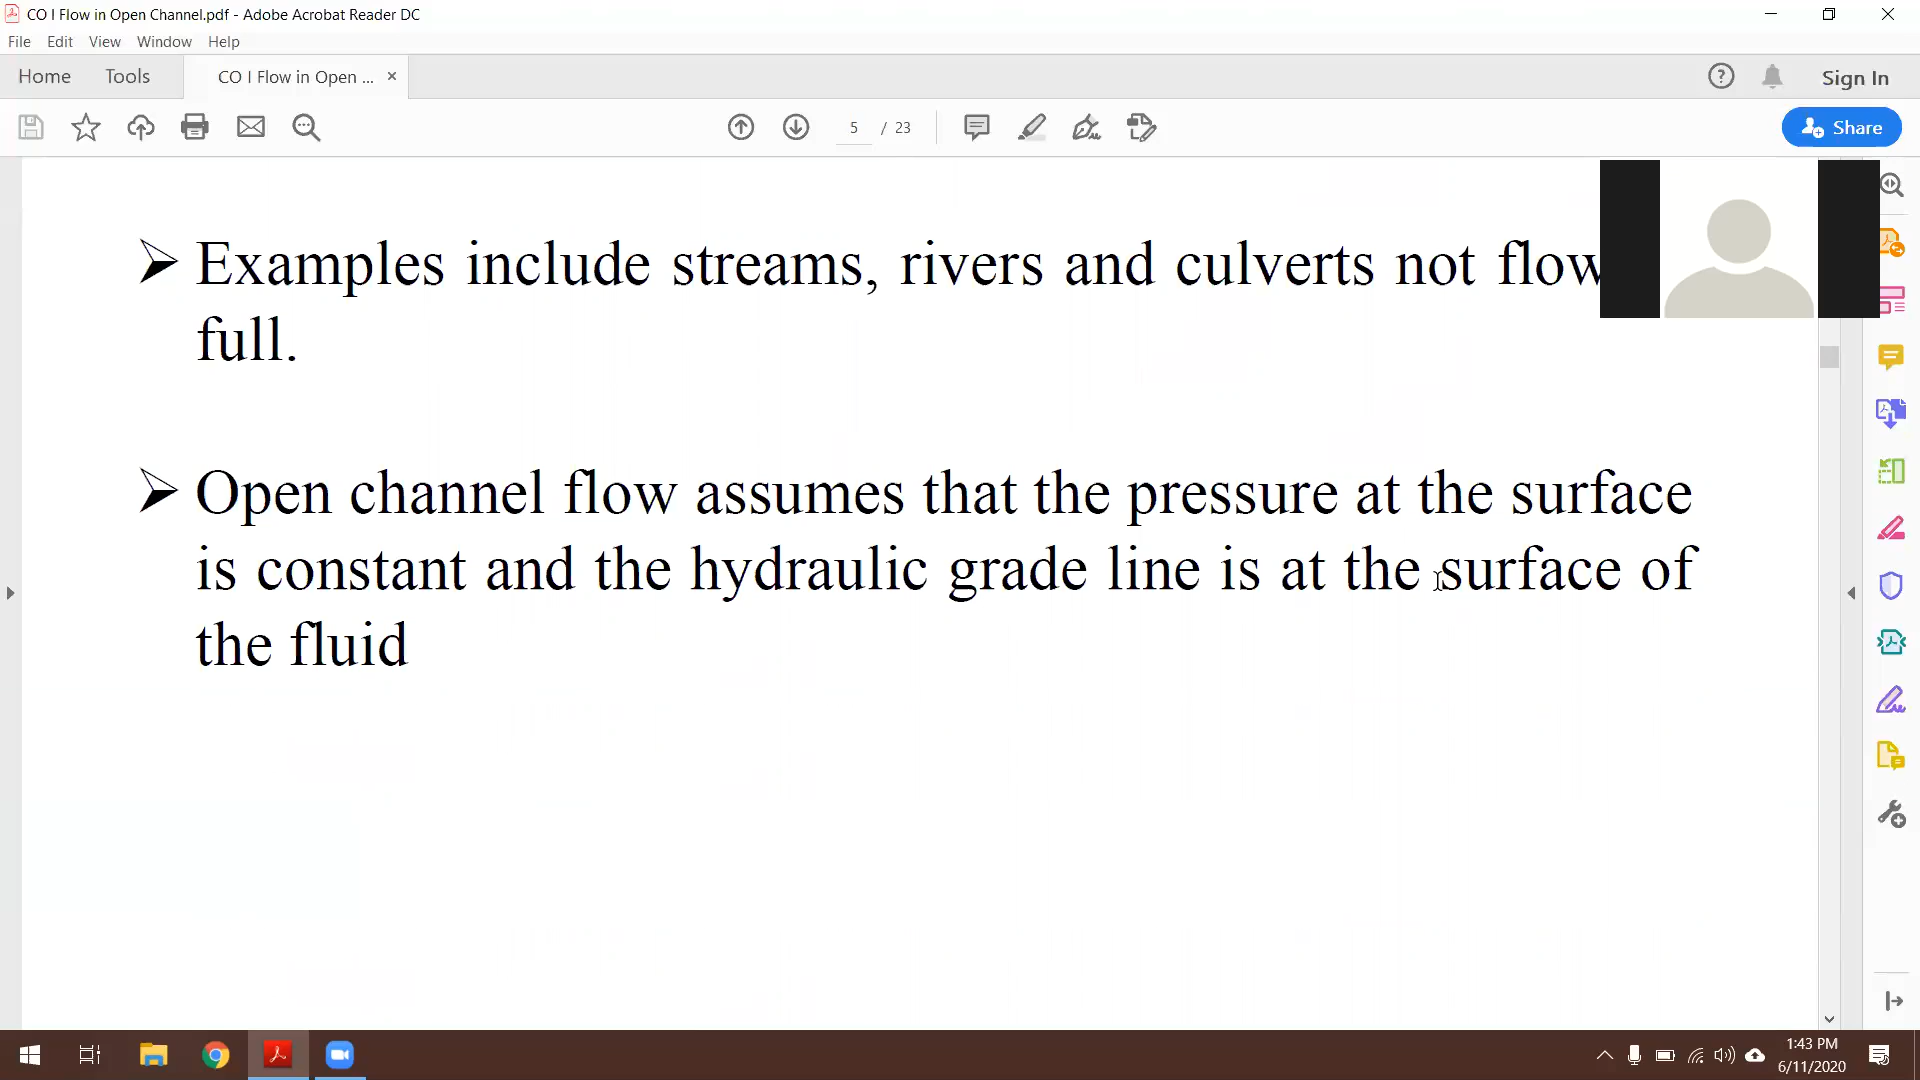 CO I Flow in Open Channel.pdf - Adobe Acrobat Reader DC
File Edit View Window Help
Home Tools CO I Flow in Open ... × Sign In
5 / 23 Share
➢ Examples include streams, rivers and culverts not flow
full.
➢ Open channel flow assumes that the pressure at the surface
is constant and the hydraulic grade line is at the surface of
the fluid
1:43 PM
6/11/2020